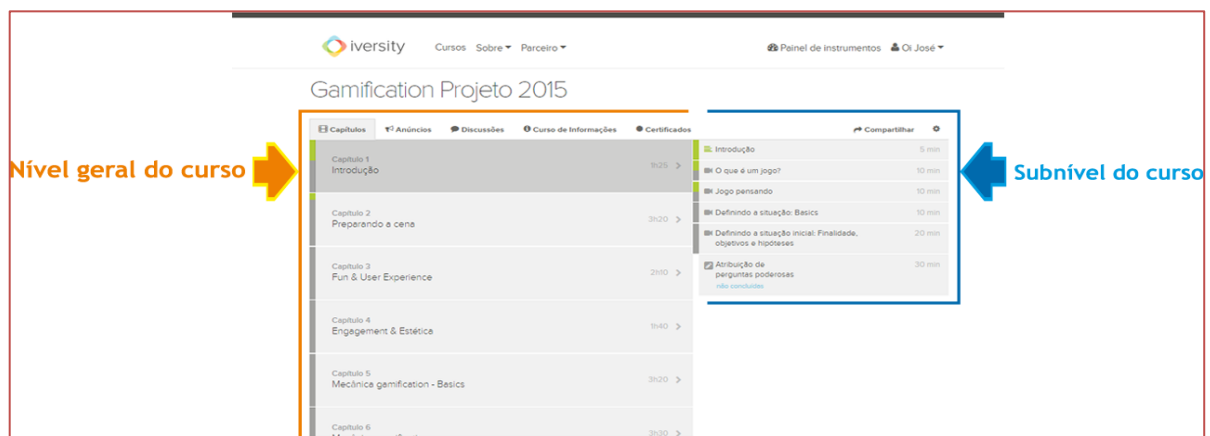 iversity
Cursos Sobre Parceiro
Painel de instrumentos Oi José
Gamification Projeto 2015
Capítulos Anúncios Discussões Curso de Informações Certificados
Compartilhar
Nível geral do curso
Capítulo 1
Introdução
1h25
Capítulo 2
Preparando a cena
3h20
Capítulo 3
Fun & User Experience
2h10
Capítulo 4
Engagement & Estética
1h40
Capítulo 5
Mecânica gamification - Basics
3h20
Capítulo 6
3h30
Introdução 5 min
O que é um jogo? 10 min
Jogo pensando 10 min
Definindo a situação: Basics 10 min
Definindo a situação inicial: Finalidade, 20 min
objetivos e hipóteses
Atribuição de 30 min
perguntas poderosas
não concluídas
Subnível do curso